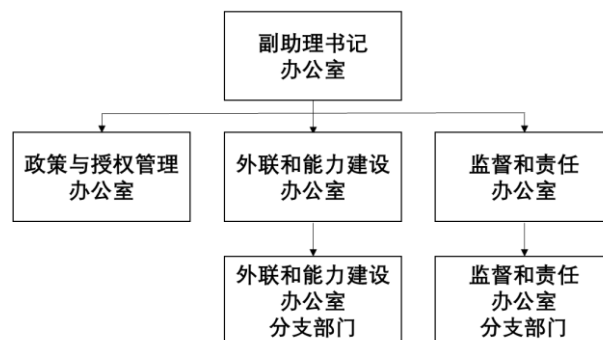 副助理书记
办公室
政策与授权管理
办公室
外联和能力建设
办公室
监督和责任
办公室
外联和能力建设
办公室
分支部门
监督和责任
办公室
分支部门